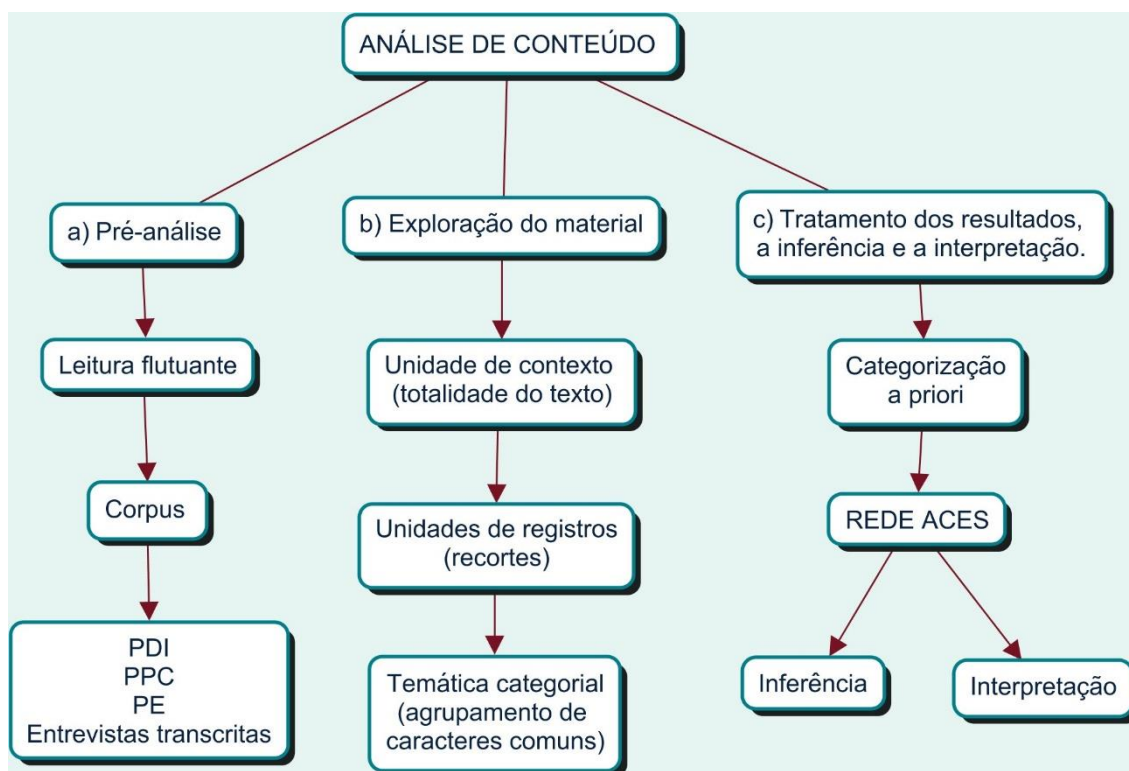 ANÁLISE DE CONTEÚDO
a) Pré-análise
b) Exploração do material
c) Tratamento dos resultados,
a inferência e a interpretação.
Leitura flutuante
Unidade de contexto
(totalidade do texto)
Categorização
a priori
Corpus
Unidades de registros
(recortes)
REDE ACES
PDI
PPC
PE
Entrevistas transcritas
Temática categorial
(agrupamento de
caracteres comuns)
Inferência
Interpretação